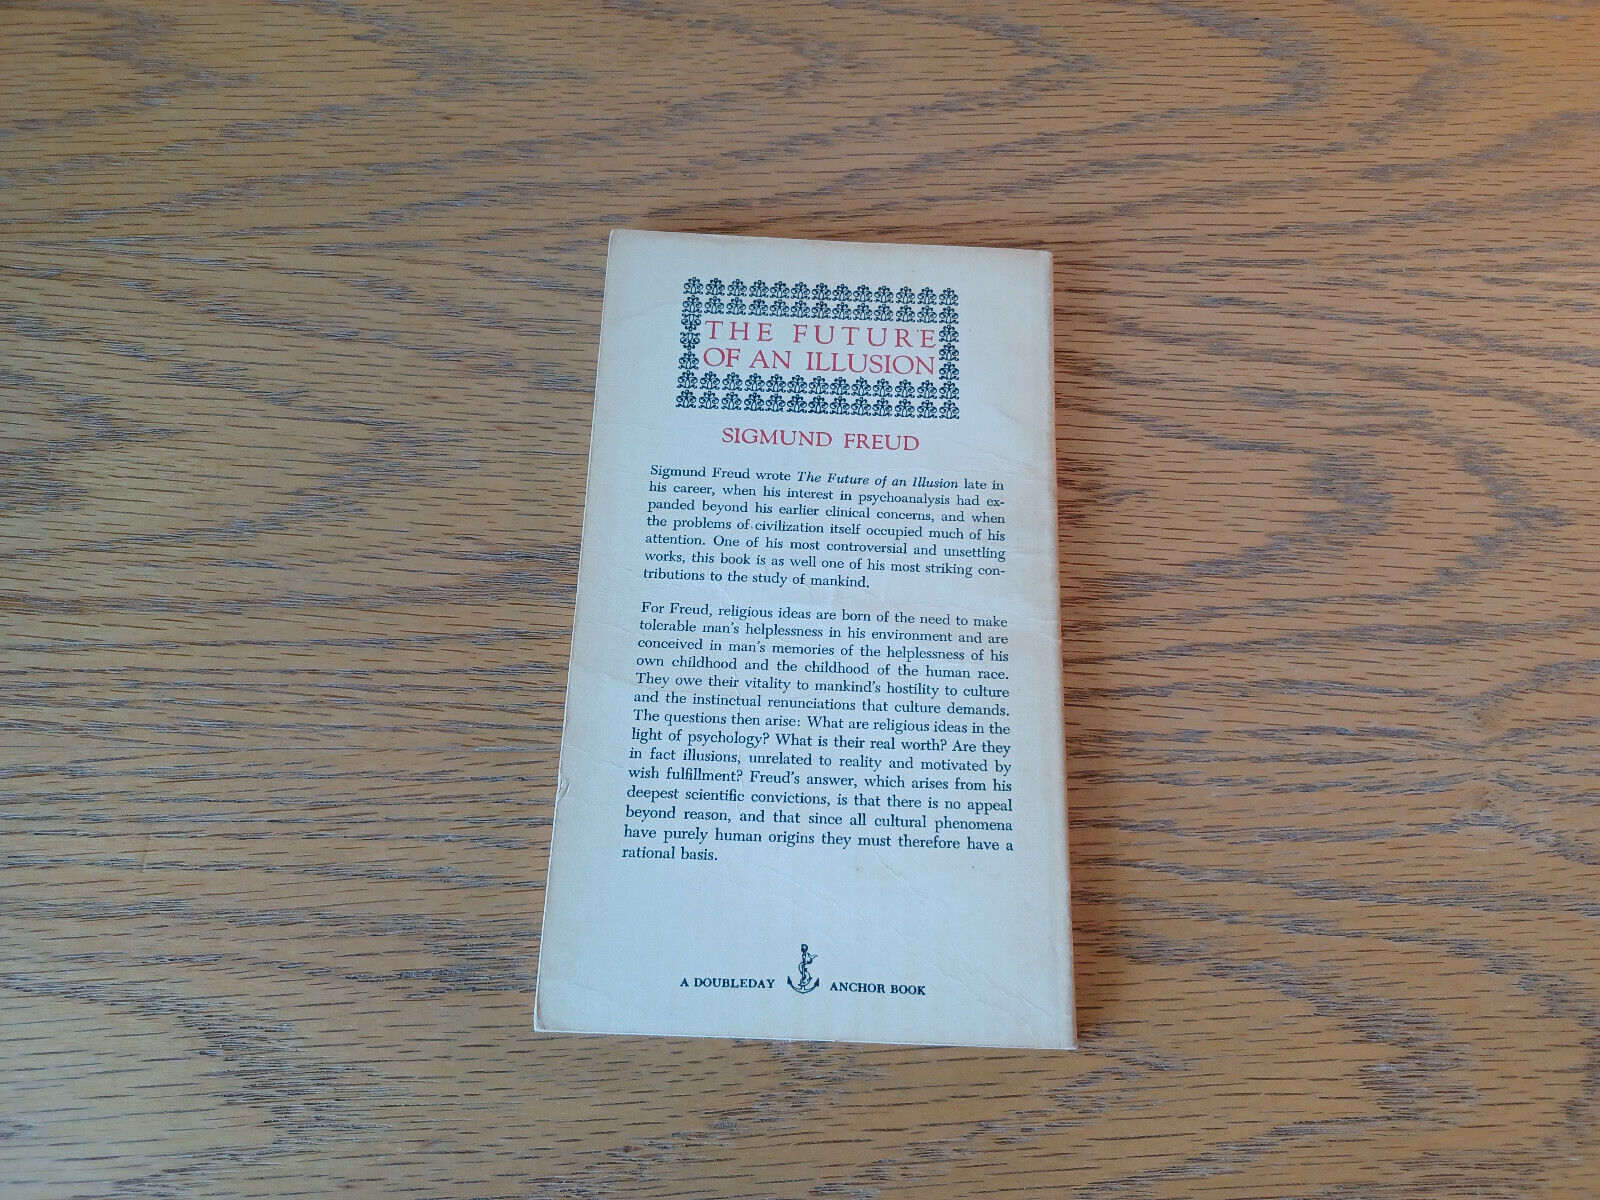 THE FUTURE
OF AN ILLUSION
SIGMUND FREUD
Sigmund Freud wrote The Future of an Illusion late in
his career, when his interest in psychoanalysis had ex-
panded beyond his earlier clinical concerns, and when
the problems of civilization itself occupied much of his
attention. One of his most controversial and unsettling
works, this book is as well one of his most striking con-
tributions to the study of mankind.
For Freud, religious ideas are born of the need to make
tolerable man's helplessness in his environment and are
conceived in man's memories of the helplessness of his
own childhood and the childhood of the human race.
They owe their vitality to mankind's hostility to culture
and the instinctual renunciations that culture demands.
The questions then arise: What are religious ideas in the
light of psychology? What is their real worth? Are they
in fact illusions, unrelated to reality and motivated by
wish fulfillment? Freud's answer, which arises from his
deepest scientific convictions, is that there is no appeal
beyond reason, and that since all cultural phenomena
have purely human origins they must therefore have a
rational basis.
A DOUBLEDAY ANCHOR BOOK